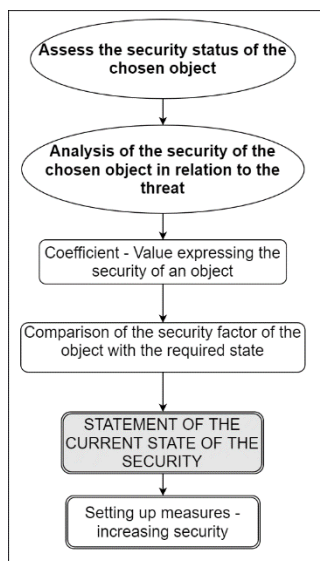 Assess the security status of the
chosen object
Analysis of the security of the
chosen object in relation to the
threat
Coefficient - Value expressing the
security of an object
Comparison of the security factor of the
object with the required state
STATEMENT OF THE
CURRENT STATE OF THE
SECURITY
Setting up measures -
increasing security